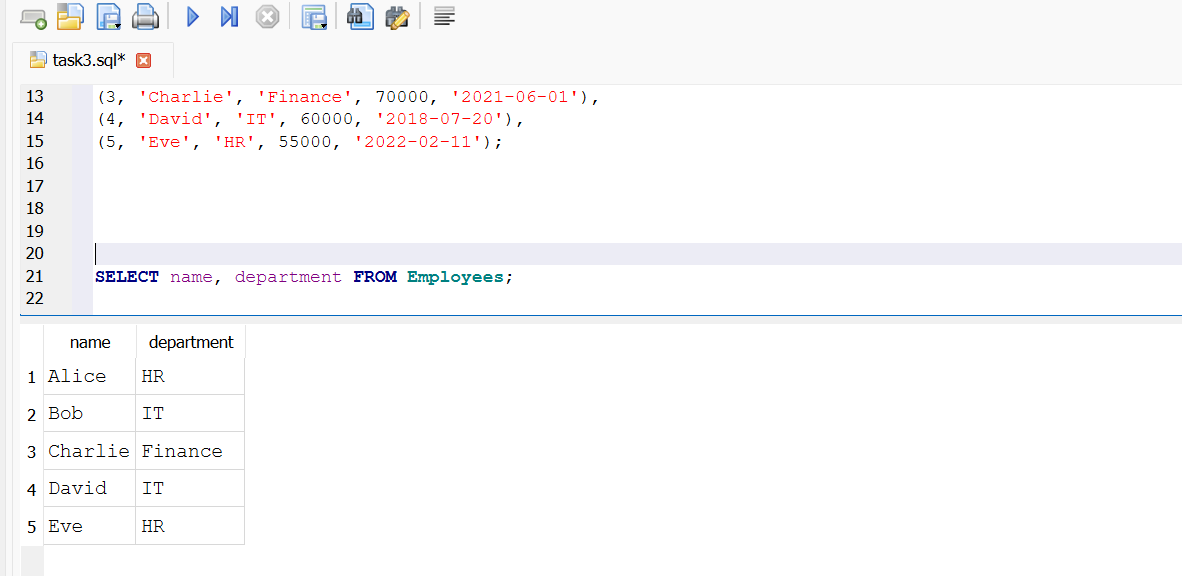 task3.sql*
13 (3, 'Charlie', 'Finance', 70000, '2021-06-01'),
14 (4, 'David', 'IT', 60000, '2018-07-20'),
15 (5, 'Eve', 'HR', 55000, '2022-02-11');
16
17
18
19
20
21 SELECT name, department FROM Employees;
22
name department
1 Alice HR
2 Bob IT
3 Charlie Finance
4 David IT
5 Eve HR